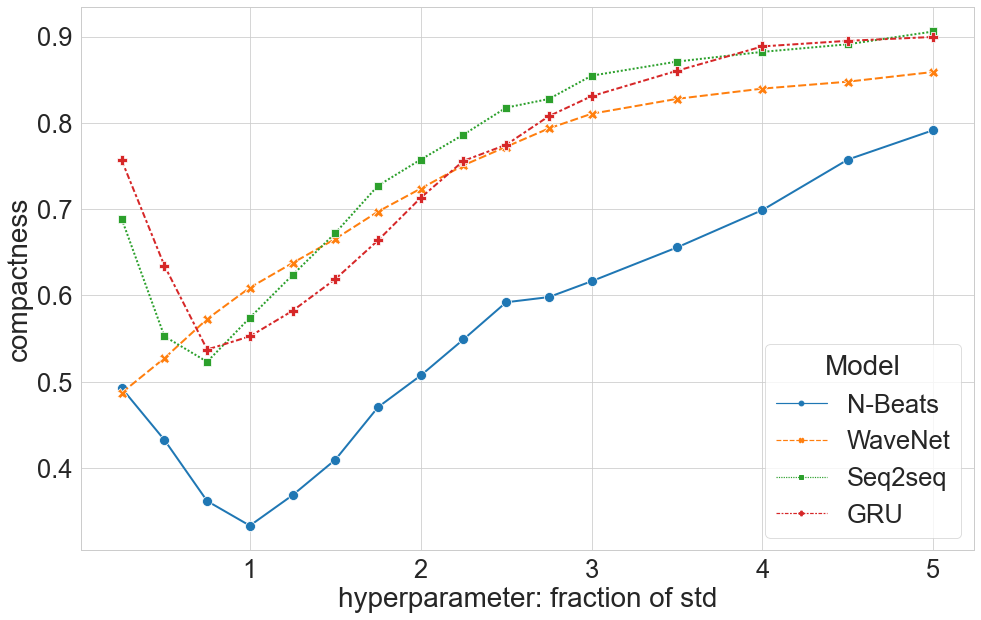 0.9
0.8
0.7
0.6
0.5
0.4
compactness
1 2 3 4 5
hyperparameter: fraction of std
Model
N-Beats
WaveNet
Seq2seq
GRU